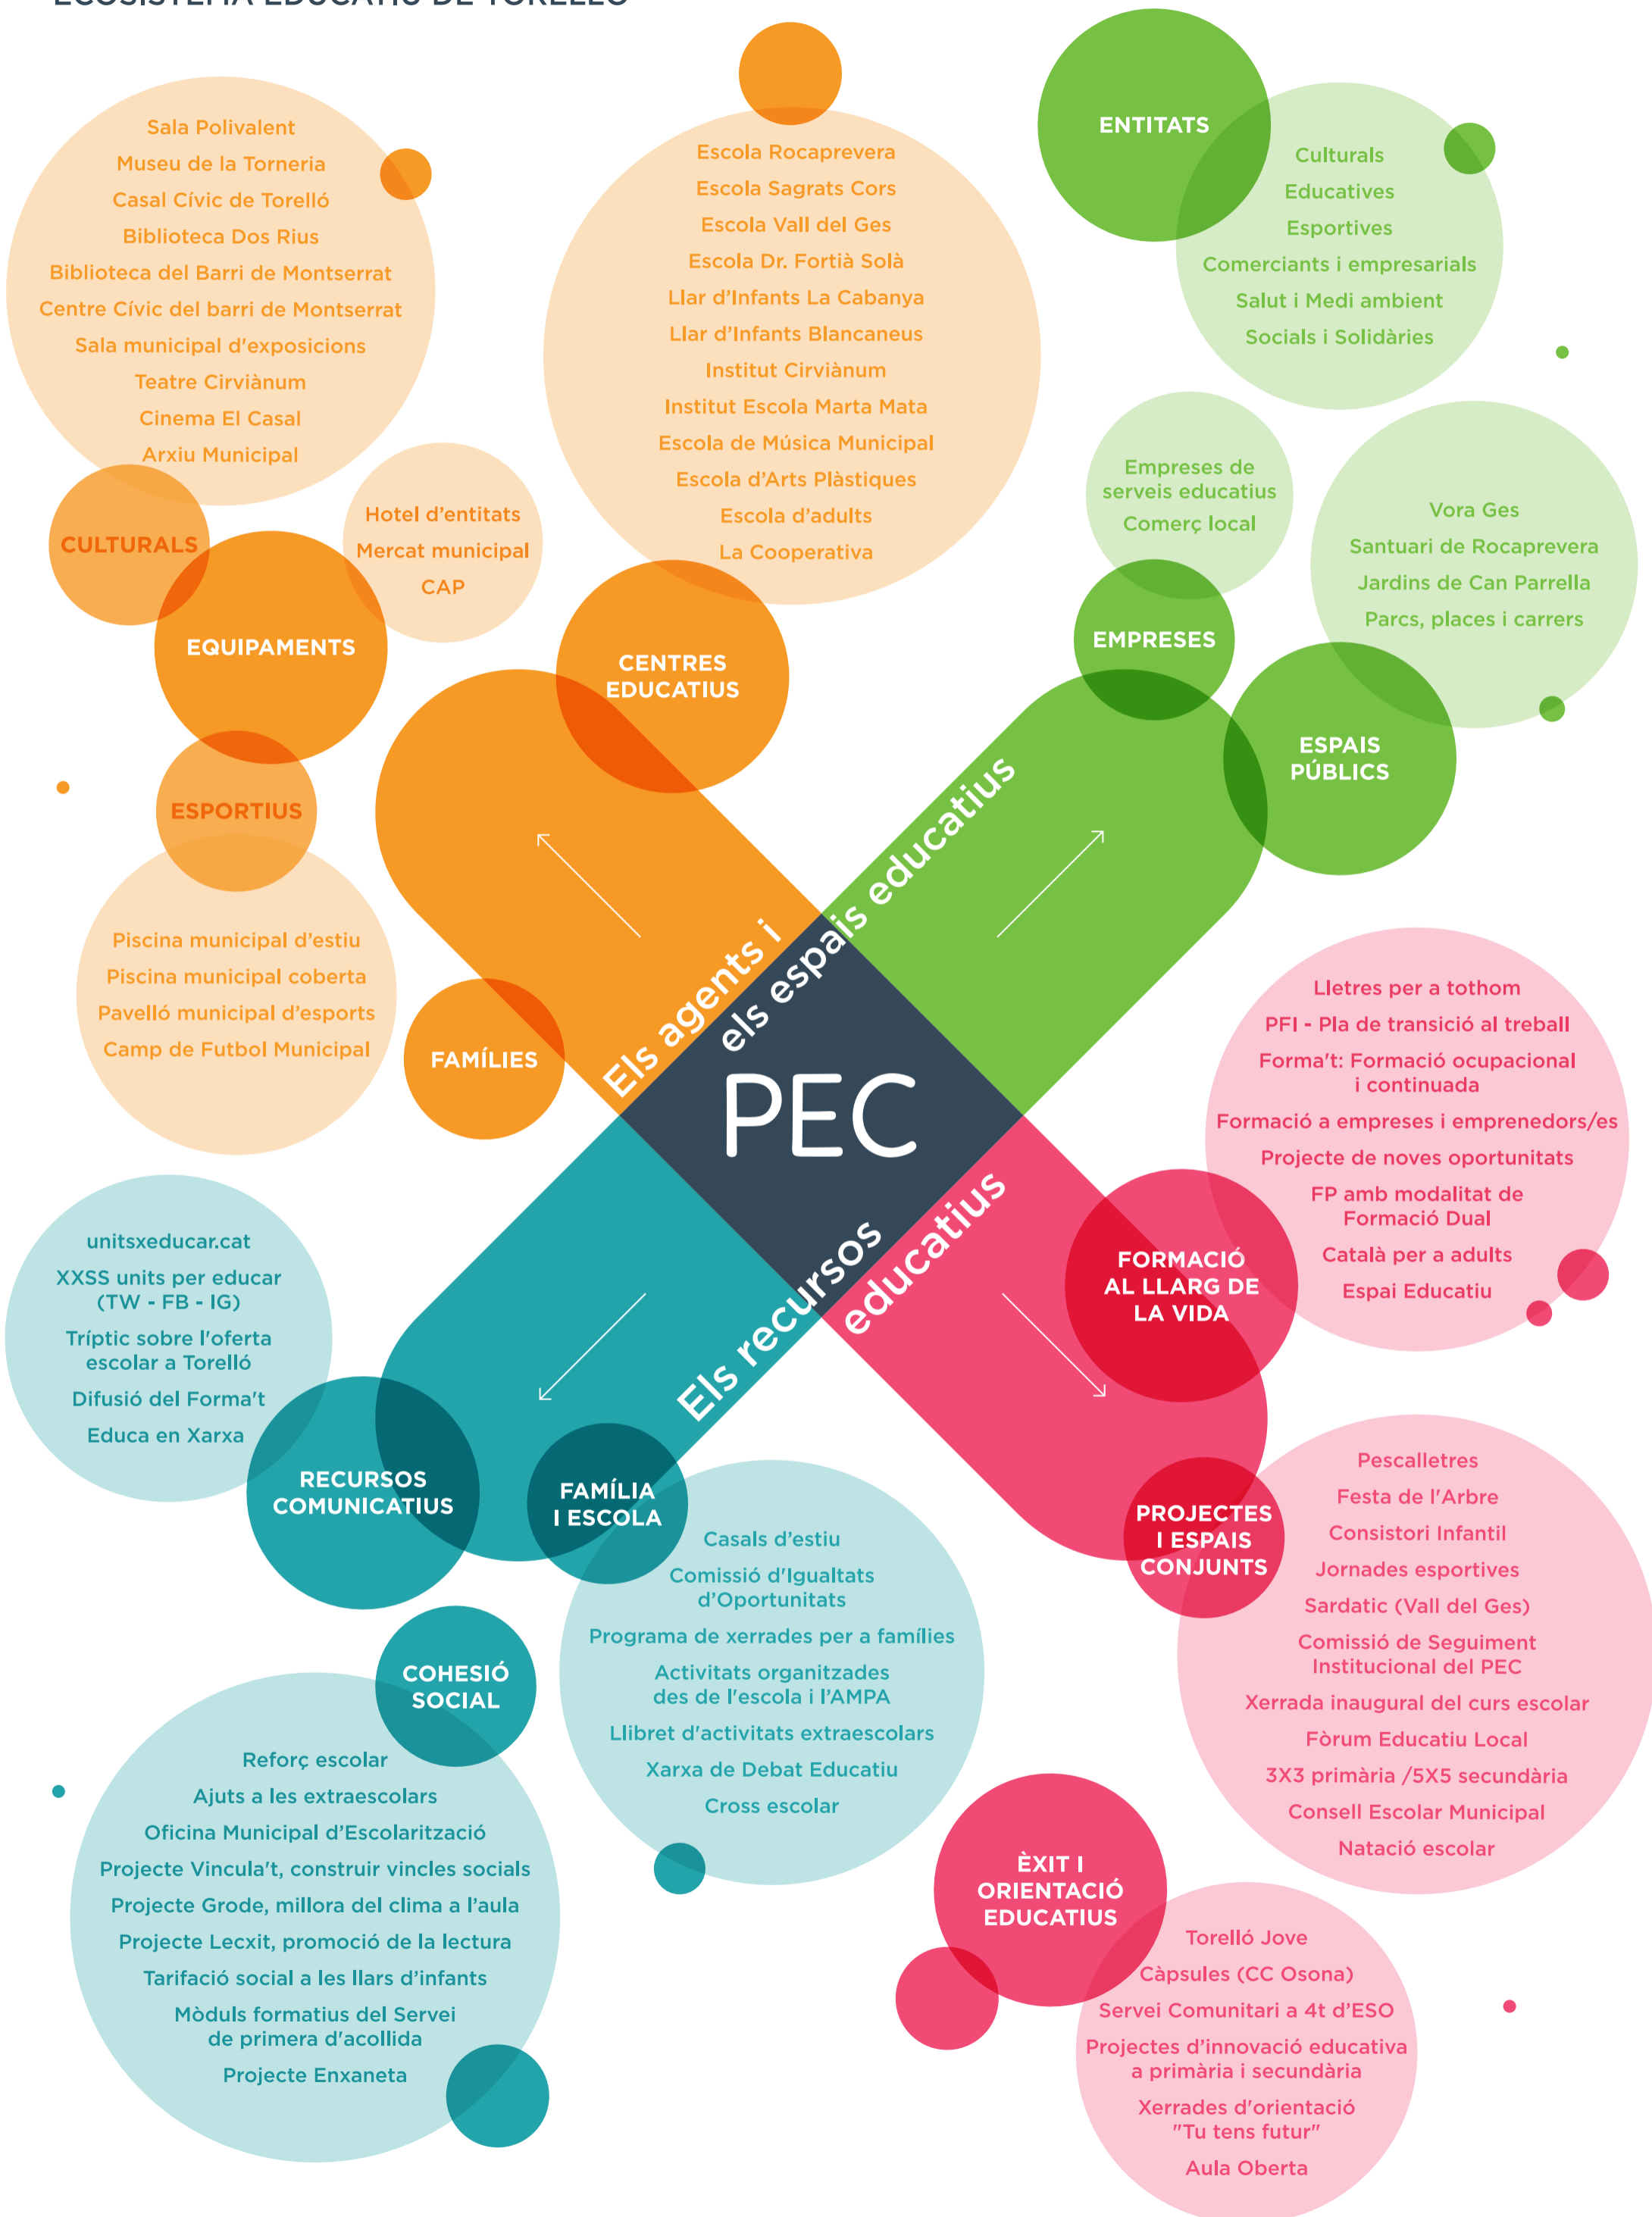 ECOSISTEMA EDUCATIU DE TORELLÓ
Sala Polivalent
Museu de la Torneria
Casal Cívic de Torelló
Biblioteca Dos Rius
Biblioteca del Barri de Montserrat
Centre Cívic del barri de Montserrat
Sala municipal d'exposicions
Teatre Cirviànum
Cinema El Casal
Arxiu Municipal
CULTURALS
Hotel d’entitats
Mercat municipal
CAP
EQUIPAMENTS
ESPORTIUS
Piscina municipal d’estiu
Piscina municipal coberta
Pavelló municipal d’esports
Camp de Futbol Municipal
Escola Rocaprevera
Escola Sagrats Cors
Escola Vall del Ges
Escola Dr. Fortià Solà
Llar d’Infants La Cabanya
Llar d’Infants Blancaneus
Institut Cirviànum
Institut Escola Marta Mata
Escola de Música Municipal
Escola d’Arts Plàstiques
Escola d’adults
La Cooperativa
CENTRES
EDUCATIUS
FAMÍLIES
ENTITATS
Culturals
Educatives
Esportives
Comerciants i empresarials
Salut i Medi ambient
Socials i Solidàries
Empreses de
serveis educatius
Comerç local
EMPRESES
Vora Ges
Santuari de Rocaprevera
Jardins de Can Parrella
Parcs, places i carrers
ESPAIS
PÚBLICS
Els agents i
els espais educatius
PEC
Els recursos
educatius
Lletres per a tothom
PFI - Pla de transició al treball
Forma't: Formació ocupacional
i continuada
Formació a empreses i emprenedors/es
Projecte de noves oportunitats
FP amb modalitat de
Formació Dual
Català per a adults
Espai Educatiu
FORMACIÓ
AL LLARG DE
LA VIDA
unitsxeducar.cat
XXSS units per educar
(TW - FB - IG)
Tríptic sobre l'oferta
escolar a Torelló
Difusió del Forma't
Educa en Xarxa
RECURSOS
COMUNICATIUS
FAMÍLIA
I ESCOLA
Casals d’estiu
Comissió d'Igualtats
d’Oportunitats
Programa de xerrades per a famílies
Activitats organitzades
des de l'escola i l’AMPA
Llibret d'activitats extraescolars
Xarxa de Debat Educatiu
Cross escolar
PROJECTES
I ESPAIS
CONJUNTS
Pescalletres
Festa de l'Arbre
Consistori Infantil
Jornades esportives
Sardatic (Vall del Ges)
Comissió de Seguiment
Institucional del PEC
Xerrada inaugural del curs escolar
Fòrum Educatiu Local
3X3 primària /5X5 secundària
Consell Escolar Municipal
Natació escolar
COHESIÓ
SOCIAL
Reforç escolar
Ajuts a les extraescolars
Oficina Municipal d’Escolarització
Projecte Vincula't, construir vincles socials
Projecte Grode, millora del clima a l’aula
Projecte Lecxit, promoció de la lectura
Tarifació social a les llars d’infants
Mòduls formatius del Servei
de primera d'acollida
Projecte Enxaneta
ÈXIT I
ORIENTACIÓ
EDUCATIUS
Torelló Jove
Càpsules (CC Osona)
Servei Comunitari a 4t d’ESO
Projectes d’innovació educativa
a primària i secundària
Xerrades d'orientació
"Tu tens futur"
Aula Oberta